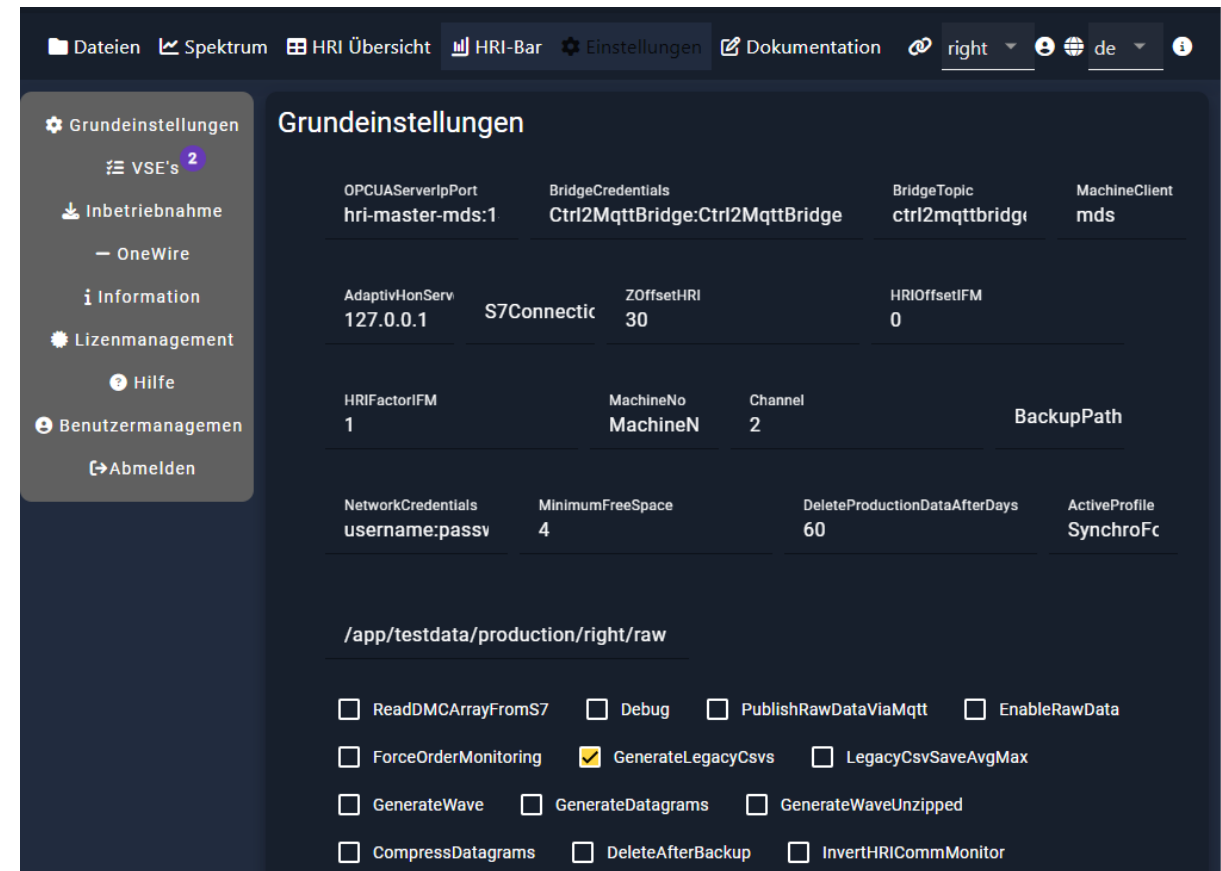 Dateien Spektrum HRI Übersicht HRI-Bar Einstellungen Dokumentation right de
Grundeinstellungen
VSE's 2
Inbetriebnahme
OneWire
Information
Lizenmanagement
Hilfe
Benutzermanagemen
Abmelden
Grundeinstellungen
OPCUAServerIpPort BridgeCredentials BridgeTopic MachineClient
hri-master-mds:1 Ctrl2MqttBridge:Ctrl2MqttBridge ctrl2mqttbridge mds
AdaptivHonServ ZOffsetHRI HRIOffsetIFM
127.0.0.1 S7Connectic 30 0
HRIFactorIFM MachineNo Channel
1 MachineN 2 BackupPath
NetworkCredentials MinimumFreeSpace DeleteProductionDataAfterDays ActiveProfile
username:passw 4 60 SynchroFc
/app/testdata/production/right/raw
ReadDMCArrayFromS7 Debug PublishRawDataViaMqtt EnableRawData
ForceOrderMonitoring GenerateLegacyCsvs LegacyCsvSaveAvgMax
GenerateWave GenerateDatagrams GenerateWaveUnzipped
CompressDatagrams DeleteAfterBackup InvertHRICommMonitor